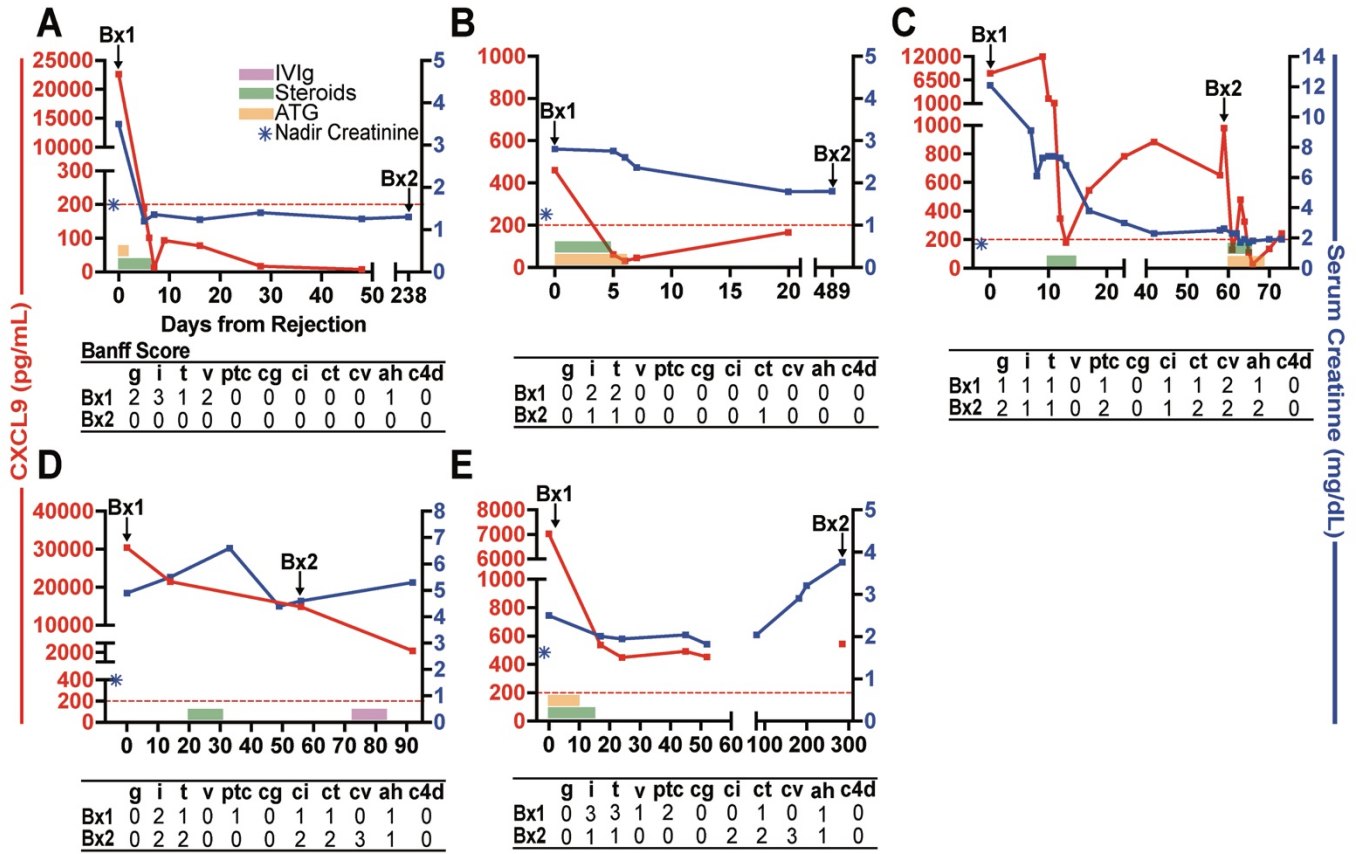 A
B
C
Bx1
25000
20000
15000
10000
300
200
100
0
5
4
3
2
1
0
IVIg
Steroids
ATG
Nadir Creatinine
Bx2
0 10 20 30 40 50 238
Days from Rejection
1000
800
600
400
200
0
Bx1
Bx2
5
4
3
2
1
0
0 5 10 15 20 489
Bx1
12000
6500
1000
1000
800
600
400
200
0
Bx2
14
12
10
8
6
4
2
0
0 10 20 40 50 60 70
CXCL9 (pg/mL)
Serum Creatinne (mg/dL)
Banff Score
g i t v ptc cg ci ct cv ah c4d
Bx1 2 3 1 2 0 0 0 0 0 1 0
Bx2 0 0 0 0 0 0 0 0 0 0 0
g i t v ptc cg ci ct cv ah c4d
Bx1 0 2 2 0 0 0 0 0 0 0 0
Bx2 0 1 1 0 0 0 0 1 0 0 0
g i t v ptc cg ci ct cv ah c4d
Bx1 1 1 1 0 1 0 1 1 2 1 0
Bx2 2 1 1 0 2 0 1 2 2 2 0
D
E
40000
30000
20000
10000
2000
400
200
0
Bx1
Bx2
8
7
6
5
4
3
2
1
0
0 10 20 30 40 50 60 70 80 90
8000
7000
6000
1000
800
600
400
200
0
Bx1
Bx2
5
4
3
2
1
0
0 10 20 30 40 50 60 100 200 300
g i t v ptc cg ci ct cv ah c4d
Bx1 0 2 1 0 1 0 1 1 0 1 0
Bx2 0 2 2 0 0 0 2 2 3 1 0
g i t v ptc cg ci ct cv ah c4d
Bx1 0 3 3 1 2 0 0 1 0 1 0
Bx2 0 1 1 0 0 0 2 2 3 1 0